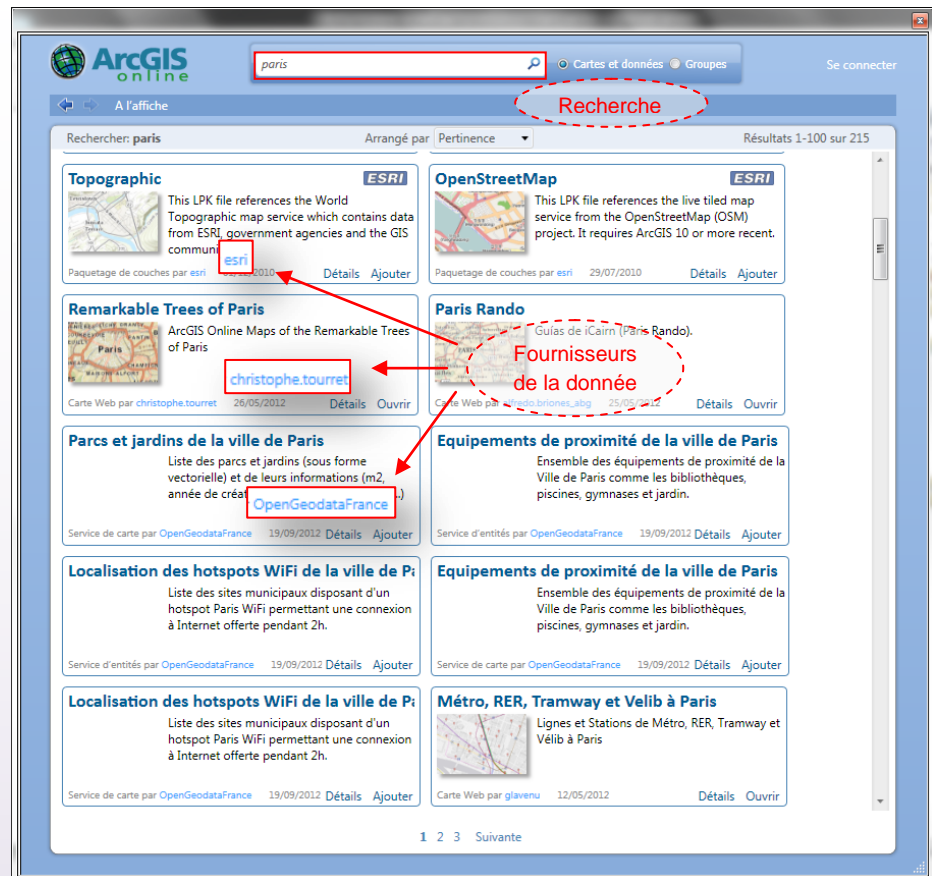 ArcGIS
online
paris
Cartes et données
Groupes
Se connecter
A l'affiche
Recherche
Rechercher: paris
Arrangé par Pertinence
Résultats 1-100 sur 215
Topographic
ESRI
This LPK file references the World
Topographic map service which contains data
from ESRI, government agencies and the GIS
communi
esri
Paquetage de couches par esri
2010
Détails Ajouter
OpenStreetMap
ESRI
This LPK file references the live tiled map
service from the OpenStreetMap (OSM)
project. It requires ArcGIS 10 or more recent.
Paquetage de couches par esri 29/07/2010 Détails Ajouter
Remarkable Trees of Paris
Paris
ArcGIS Online Maps of the Remarkable Trees
of Paris
christophe.tourret
Carte Web par christophe.tourret 26/05/2012 Détails Ouvrir
Paris Rando
Guías de iCairn (Paris Rando).
Fournisseurs
de la donnée
Carte Web par alfredo.briones_abg 25/05/2012 Détails Ouvrir
Parcs et jardins de la ville de Paris
Liste des parcs et jardins (sous forme
vectorielle) et de leurs informations (m2,
année de créat ..)
OpenGeodataFrance
Service de carte par OpenGeodataFrance 19/09/2012 Détails Ajouter
Equipements de proximité de la ville de Paris
Ensemble des équipements de proximité de la
Ville de Paris comme les bibliothèques,
piscines, gymnases et jardin.
Service d'entités par OpenGeodataFrance 19/09/2012 Détails Ajouter
Localisation des hotspots WiFi de la ville de Pa
Liste des sites municipaux disposant d'un
hotspot Paris WiFi permettant une connexion
à Internet offerte pendant 2h.
Service d'entités par OpenGeodataFrance 19/09/2012 Détails Ajouter
Equipements de proximité de la ville de Paris
Ensemble des équipements de proximité de la
Ville de Paris comme les bibliothèques,
piscines, gymnases et jardin.
Service de carte par OpenGeodataFrance 19/09/2012 Détails Ajouter
Localisation des hotspots WiFi de la ville de Pa
Liste des sites municipaux disposant d'un
hotspot Paris WiFi permettant une connexion
à Internet offerte pendant 2h.
Service de carte par OpenGeodataFrance 19/09/2012 Détails Ajouter
Métro, RER, Tramway et Velib à Paris
Lignes et Stations de Métro, RER, Tramway et
Vélib à Paris
Carte Web par glavenu 12/05/2012 Détails Ouvrir
1 2 3 Suivante